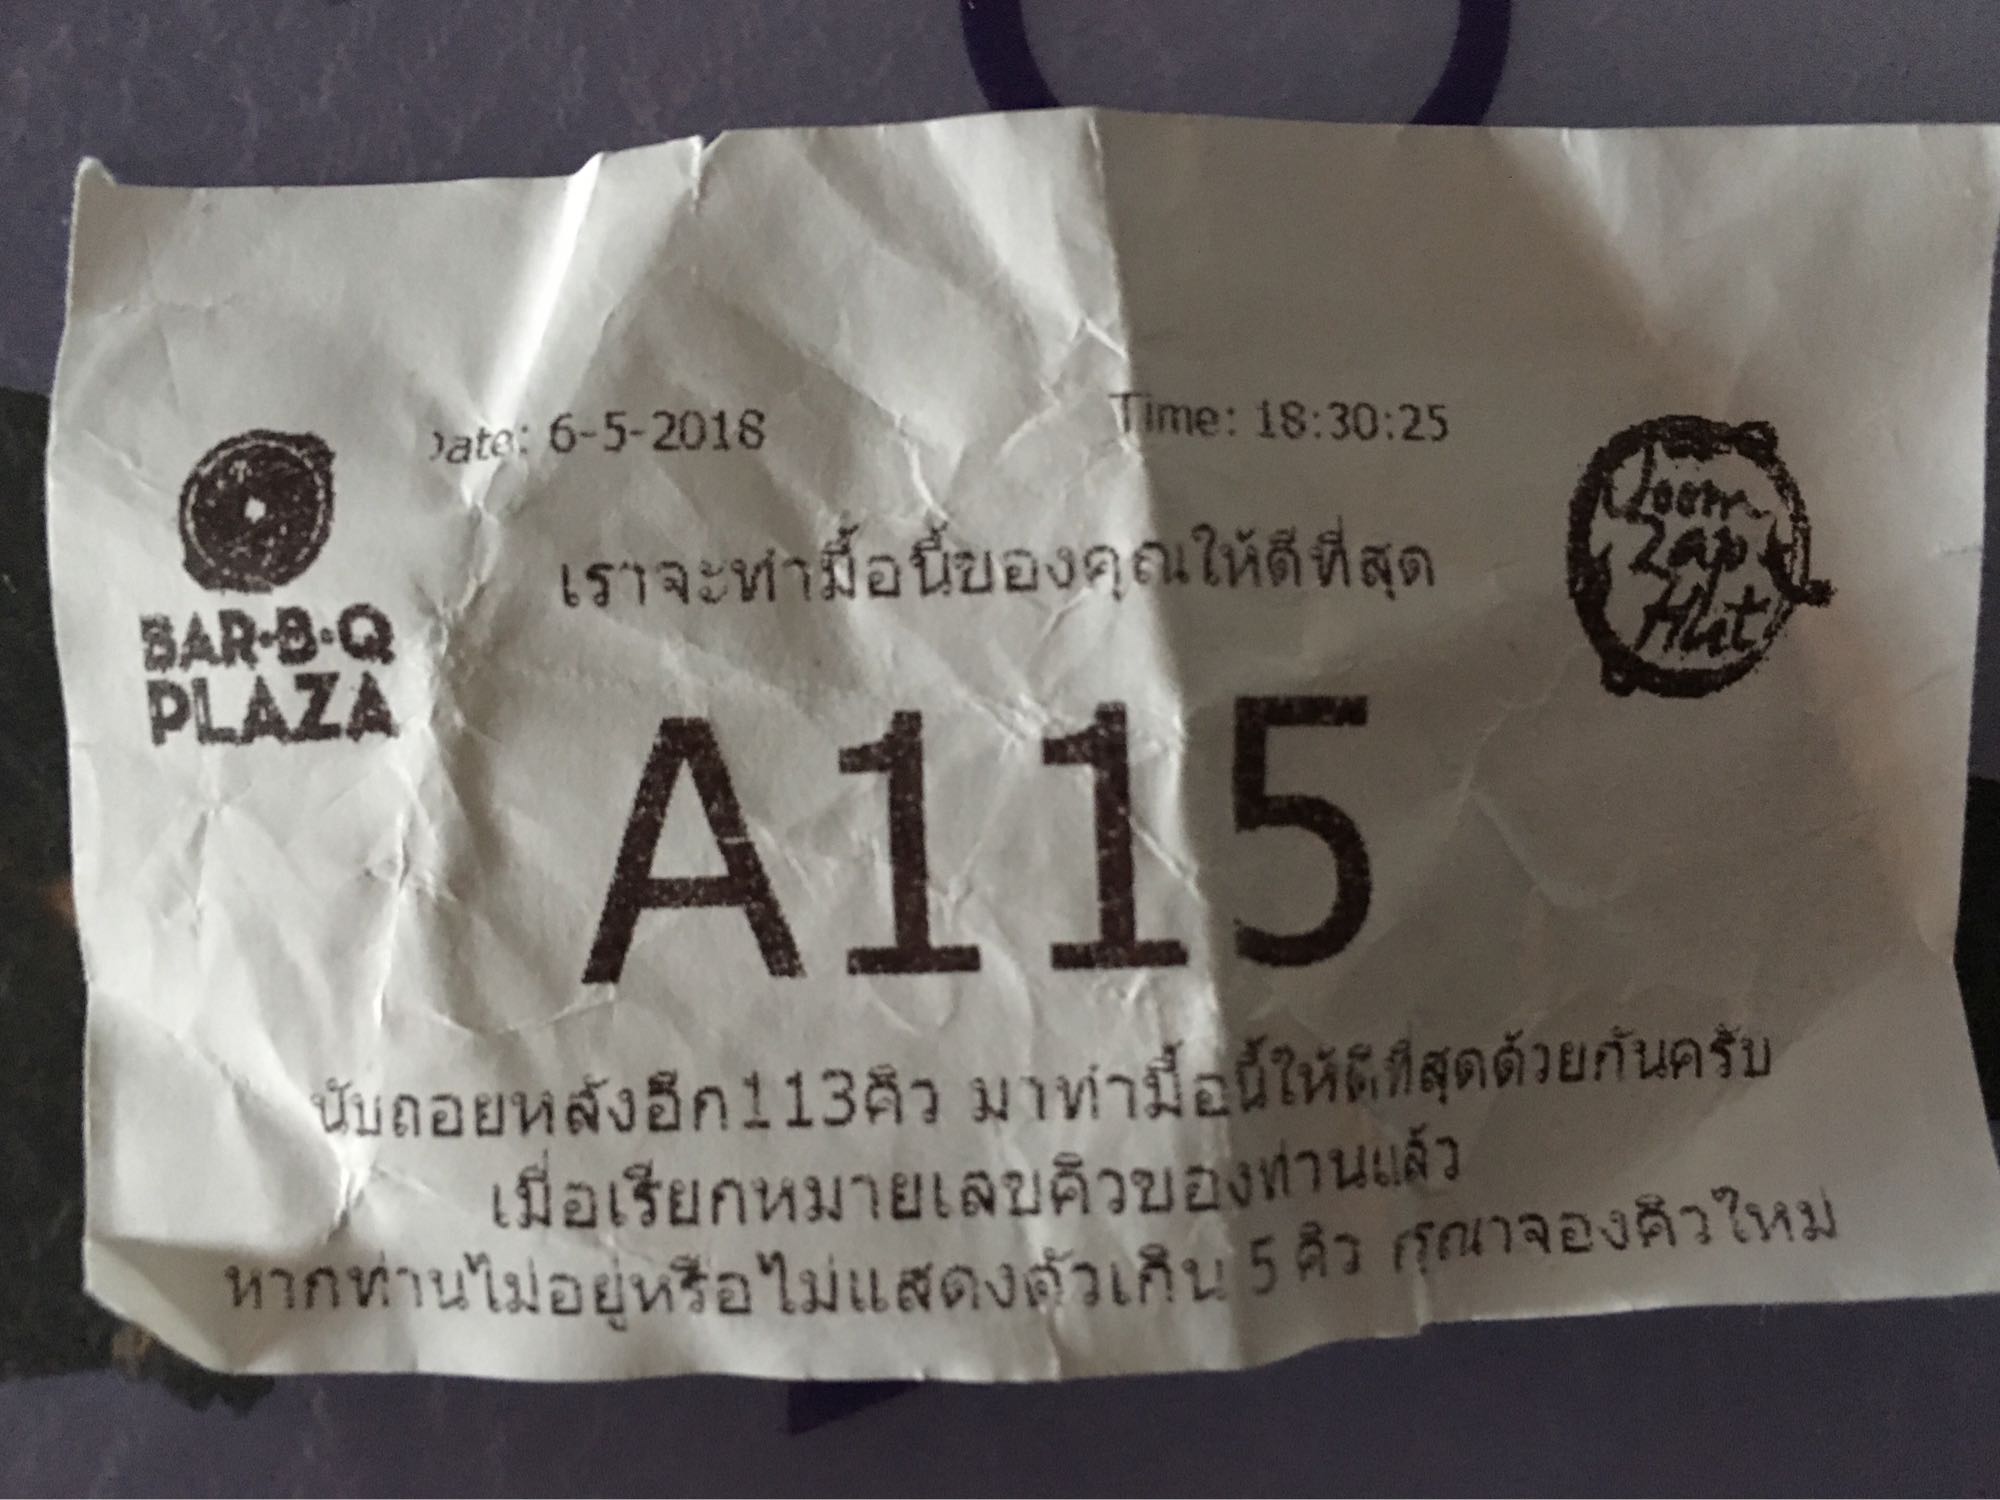 Date: 6-5-2018 Time: 18:30:25
BAR·B·Q
PLAZA
เราจะทำมื้อนี้ของคุณให้ดีที่สุด
Joom
Zap
Hut
A115
นับถอยหลังอีก113คิว มาทำมื้อนี้ให้ดีที่สุดด้วยกันครับ
เมื่อเรียกหมายเลขคิวของท่านแล้ว
หากท่านไม่อยู่หรือไม่แสดงตัวเกิน 5 คิว กรุณาจองคิวใหม่